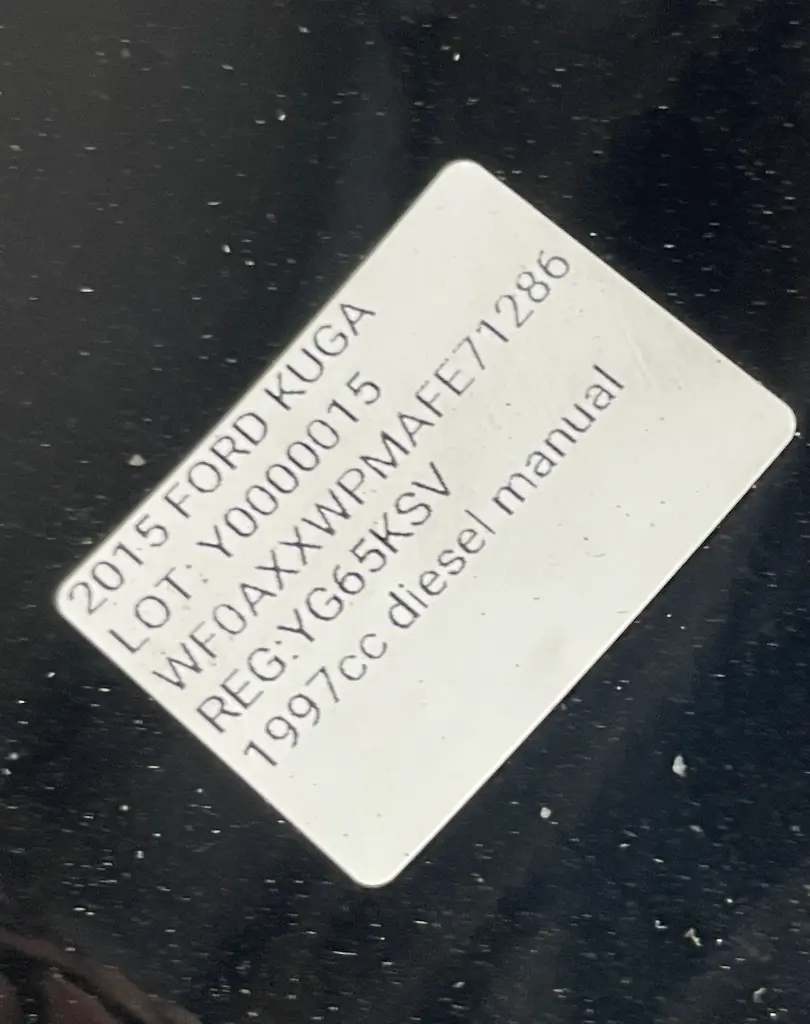 2015 FORD KUGA
LOT: Y0000015
WF0AXXWPMAFE71286
REG:YG65KSV
1997cc diesel manual